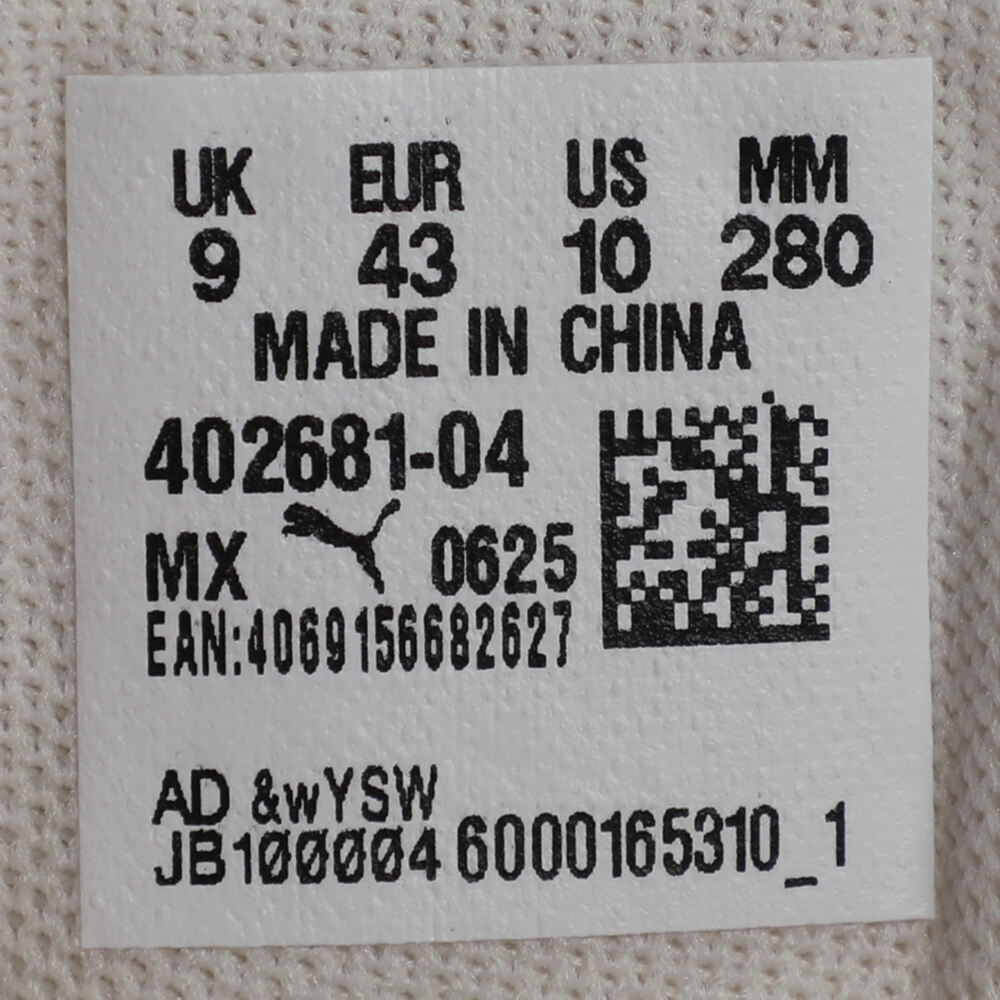 UK EUR US MM
9 43 10 280
MADE IN CHINA
402681-04
MX 0625
EAN:4069156682627
AD &wYSW
JB100004 6000165310_1